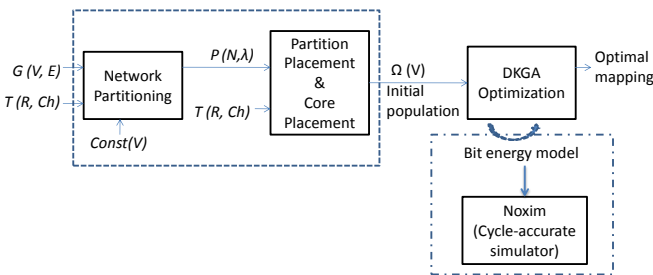 G (V, E)
T (R, Ch)
Const(V)
Network
Partitioning
P (N,λ)
T (R, Ch)
Partition
Placement
&
Core
Placement
Ω (V)
Initial
population
DKGA
Optimization
Optimal
mapping
Bit energy model
Noxim
(Cycle-accurate
simulator)